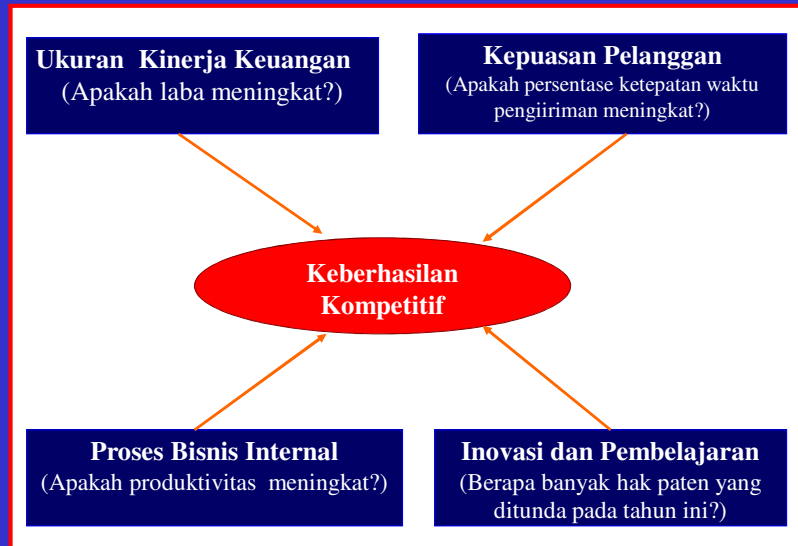 Ukuran Kinerja Keuangan
(Apakah laba meningkat?)
Kepuasan Pelanggan
(Apakah persentase ketepatan waktu
pengiiriman meningkat?)
Keberhasilan
Kompetitif
Proses Bisnis Internal
(Apakah produktivitas meningkat?)
Inovasi dan Pembelajaran
(Berapa banyak hak paten yang
ditunda pada tahun ini?)